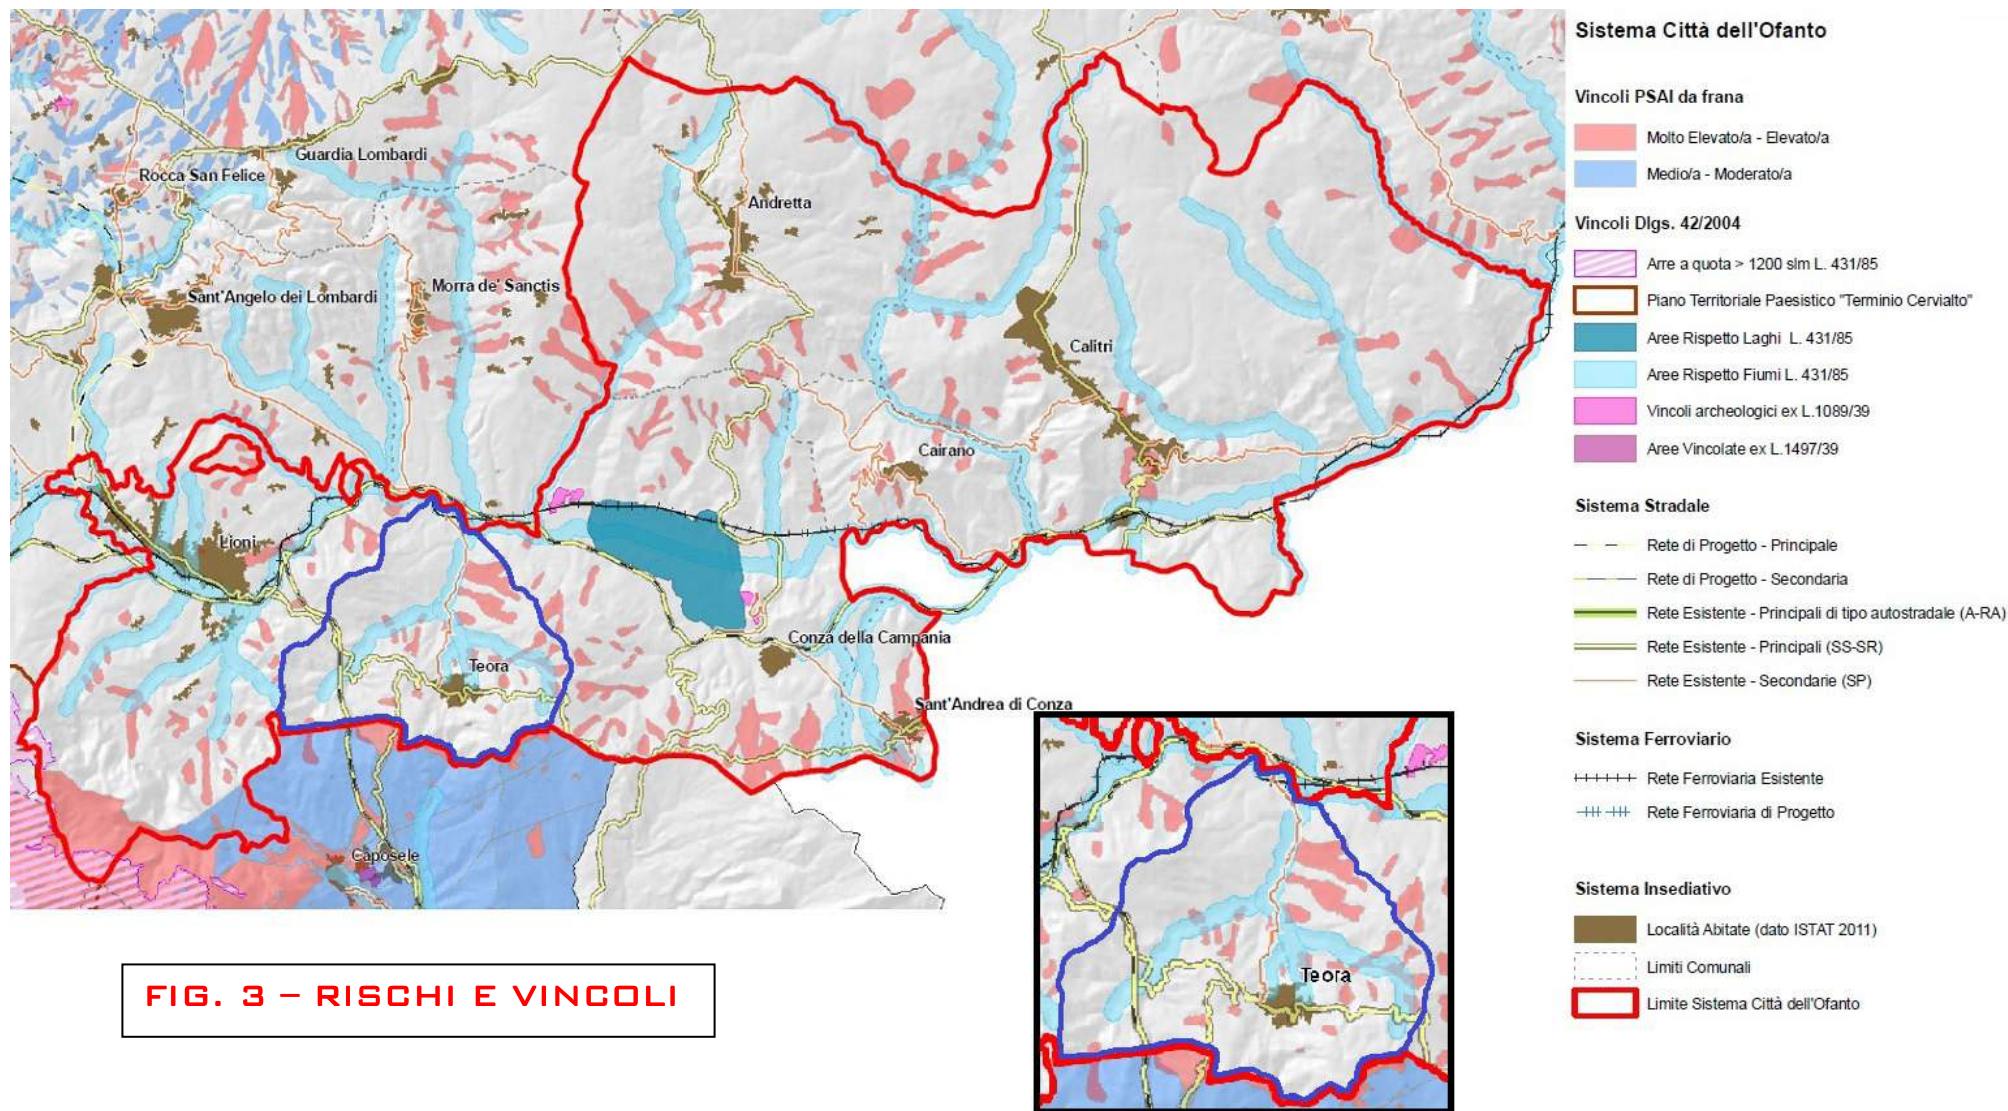 Guardia Lombardi
Rocca San Felice
Andretta
Sant'Angelo dei Lombardi
Morra de' Sanctis
Calitri
Cairano
Lioni
Conza della Campania
Teora
Sant'Andrea di Conza
Caposele
Teora
FIG. 3 – RISCHI E VINCOLI
Sistema Città dell'Ofanto
Vincoli PSAI da frana
Molto Elevato/a - Elevato/a
Medio/a - Moderato/a
Vincoli Dlgs. 42/2004
Arre a quota > 1200 slm L. 431/85
Piano Territoriale Paesistico "Terminio Cervialto"
Aree Rispetto Laghi L. 431/85
Aree Rispetto Fiumi L. 431/85
Vincoli archeologici ex L.1089/39
Aree Vincolate ex L.1497/39
Sistema Stradale
Rete di Progetto - Principale
Rete di Progetto - Secondaria
Rete Esistente - Principali di tipo autostradale (A-RA)
Rete Esistente - Principali (SS-SR)
Rete Esistente - Secondarie (SP)
Sistema Ferroviario
Rete Ferroviaria Esistente
Rete Ferroviaria di Progetto
Sistema Insediativo
Località Abitate (dato ISTAT 2011)
Limiti Comunali
Limite Sistema Città dell'Ofanto